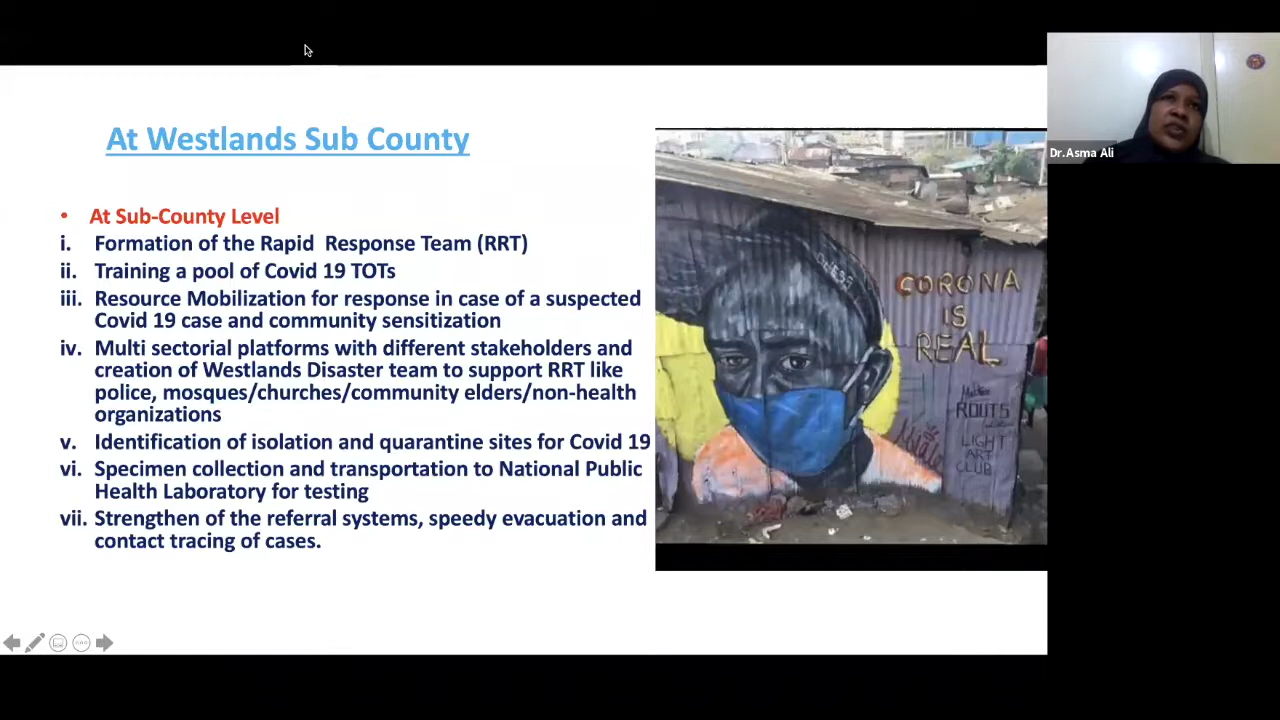 At Westlands Sub County
• At Sub-County Level
i. Formation of the Rapid Response Team (RRT)
ii. Training a pool of Covid 19 TOTs
iii. Resource Mobilization for response in case of a suspected
Covid 19 case and community sensitization
iv. Multi sectorial platforms with different stakeholders and
creation of Westlands Disaster team to support RRT like
police, mosques/churches/community elders/non-health
organizations
v. Identification of isolation and quarantine sites for Covid 19
vi. Specimen collection and transportation to National Public
Health Laboratory for testing
vii. Strengthen of the referral systems, speedy evacuation and
contact tracing of cases.
CORONA
IS
REAL
ROOTS
LIGHT
ART
CLUB
Dr.Asma Ali